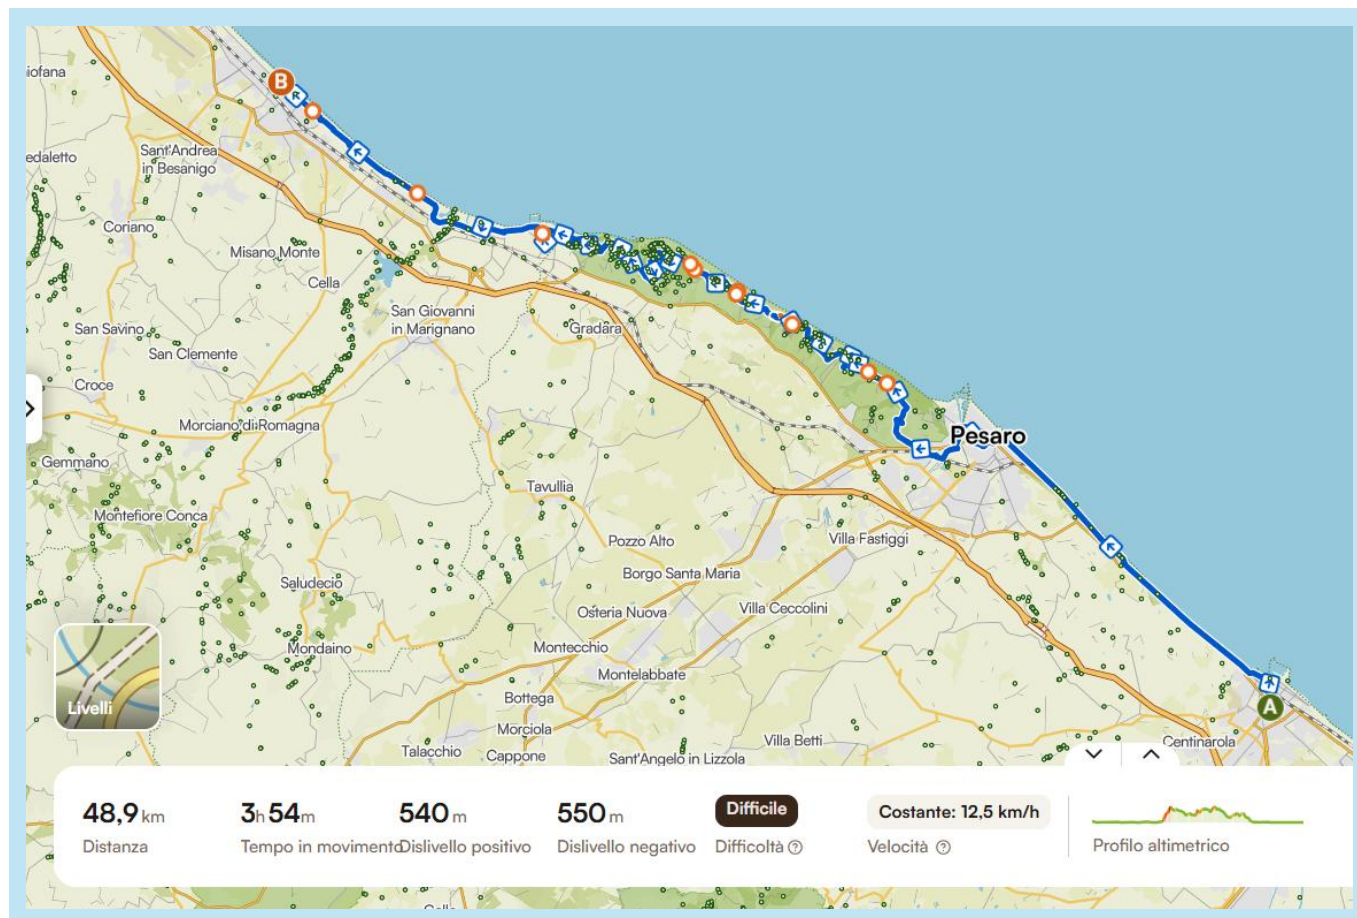 iofana
B
edaletto
Sant'Andrea
in Besanigo
Coriano
Misano Monte
Cella
San Giovanni
in Marignano
Gradara
San Savino
San Clemente
Croce
Morciano di Romagna
Pesaro
Gemmano
Tavullia
Montefiore Conca
Pozzo Alto
Villa Fastiggi
Borgo Santa Maria
Saludecio
Osteria Nuova
Villa Ceccolini
Mondaino
Montecchio
Montelabbate
Bottega
A
Livelli
Morciola
Villa Betti
Centinarola
Talacchio
Cappone
Sant'Angelo in Lizzola
48,9 km
Distanza
3h 54m
Tempo in movimento
540 m
Dislivello positivo
550 m
Dislivello negativo
Difficile
Difficoltà ?
Costante: 12,5 km/h
Velocità ?
Profilo altimetrico